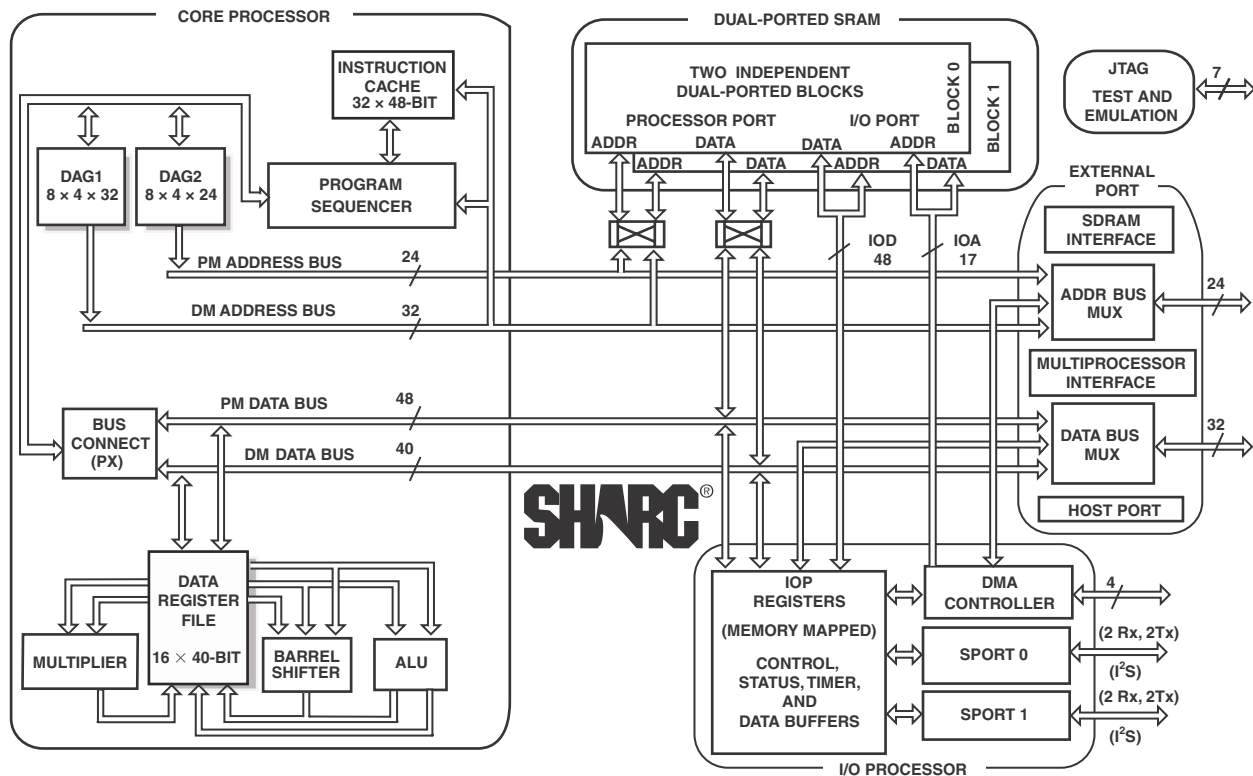 CORE PROCESSOR
INSTRUCTION
CACHE
32 × 48-BIT
DAG1
8 × 4 × 32
DAG2
8 × 4 × 24
PROGRAM
SEQUENCER
PM ADDRESS BUS
24
DM ADDRESS BUS
32
BUS
CONNECT
(PX)
PM DATA BUS
48
DM DATA BUS
40
DATA
REGISTER
FILE
16 × 40-BIT
MULTIPLIER
BARREL
SHIFTER
ALU
DUAL-PORTED SRAM
TWO INDEPENDENT
DUAL-PORTED BLOCKS
PROCESSOR PORT
I/O PORT
ADDR
DATA
DATA
ADDR
ADDR
DATA
ADDR
DATA
BLOCK 0
BLOCK 1
JTAG
TEST AND
EMULATION
7
IOD
48
IOA
17
EXTERNAL
PORT
SDRAM
INTERFACE
ADDR BUS
MUX
24
MULTIPROCESSOR
INTERFACE
DATA BUS
MUX
32
HOST PORT
SHARC®
IOP
REGISTERS
(MEMORY MAPPED)
CONTROL,
STATUS, TIMER,
AND
DATA BUFFERS
DMA
CONTROLLER
4
SPORT 0
(2 Rx, 2Tx)
(I²S)
SPORT 1
(2 Rx, 2Tx)
(I²S)
I/O PROCESSOR